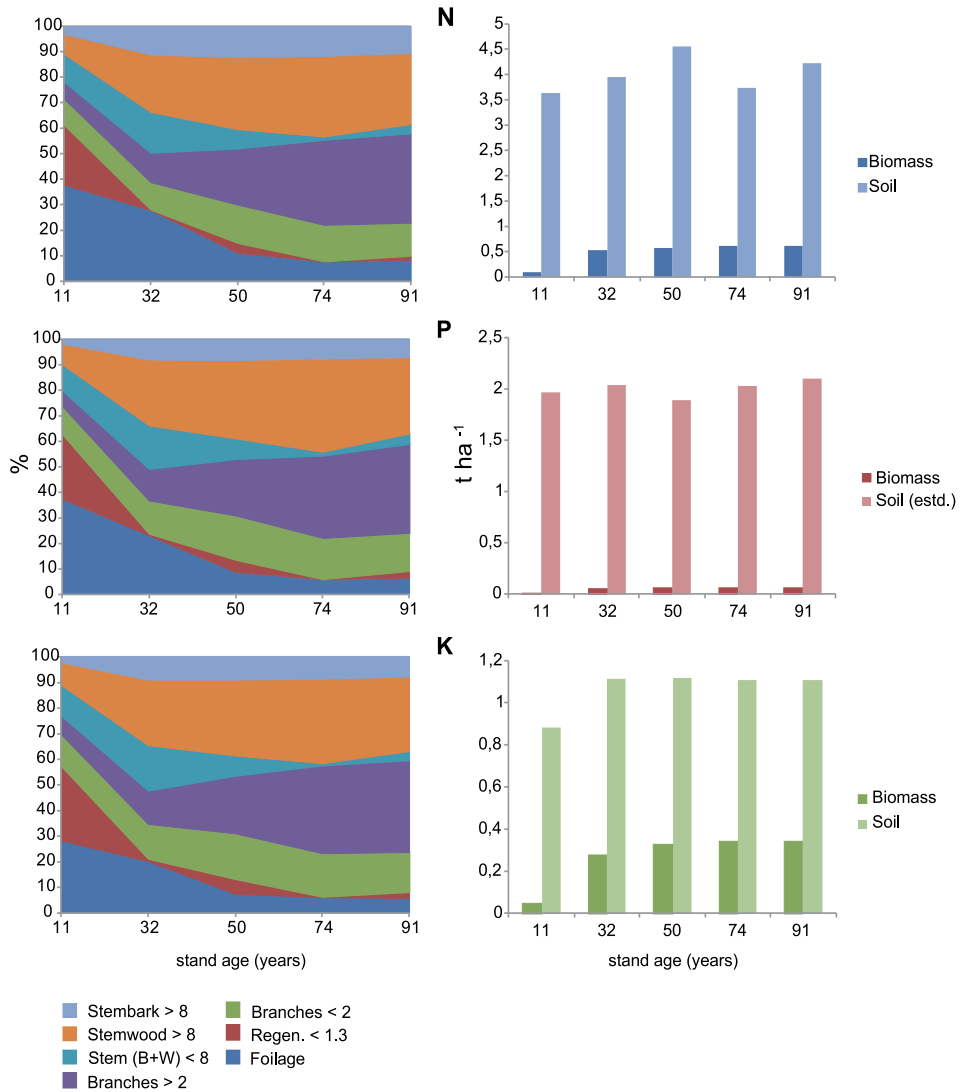 N
100
90
80
70
60
50
40
30
20
10
0
11 32 50 74 91
5
4,5
4
3,5
3
2,5
2
1,5
1
0,5
0
11 32 50 74 91
Biomass
Soil
P
100
90
80
70
60
50
40
30
20
10
0
%
11 32 50 74 91
2,5
2
1,5
1
0,5
0
t ha -1
11 32 50 74 91
Biomass
Soil (estd.)
K
100
90
80
70
60
50
40
30
20
10
0
11 32 50 74 91
stand age (years)
1,2
1
0,8
0,6
0,4
0,2
0
11 32 50 74 91
stand age (years)
Biomass
Soil
Stembark > 8
Stemwood > 8
Stem (B+W) < 8
Branches > 2
Branches < 2
Regen. < 1.3
Foilage